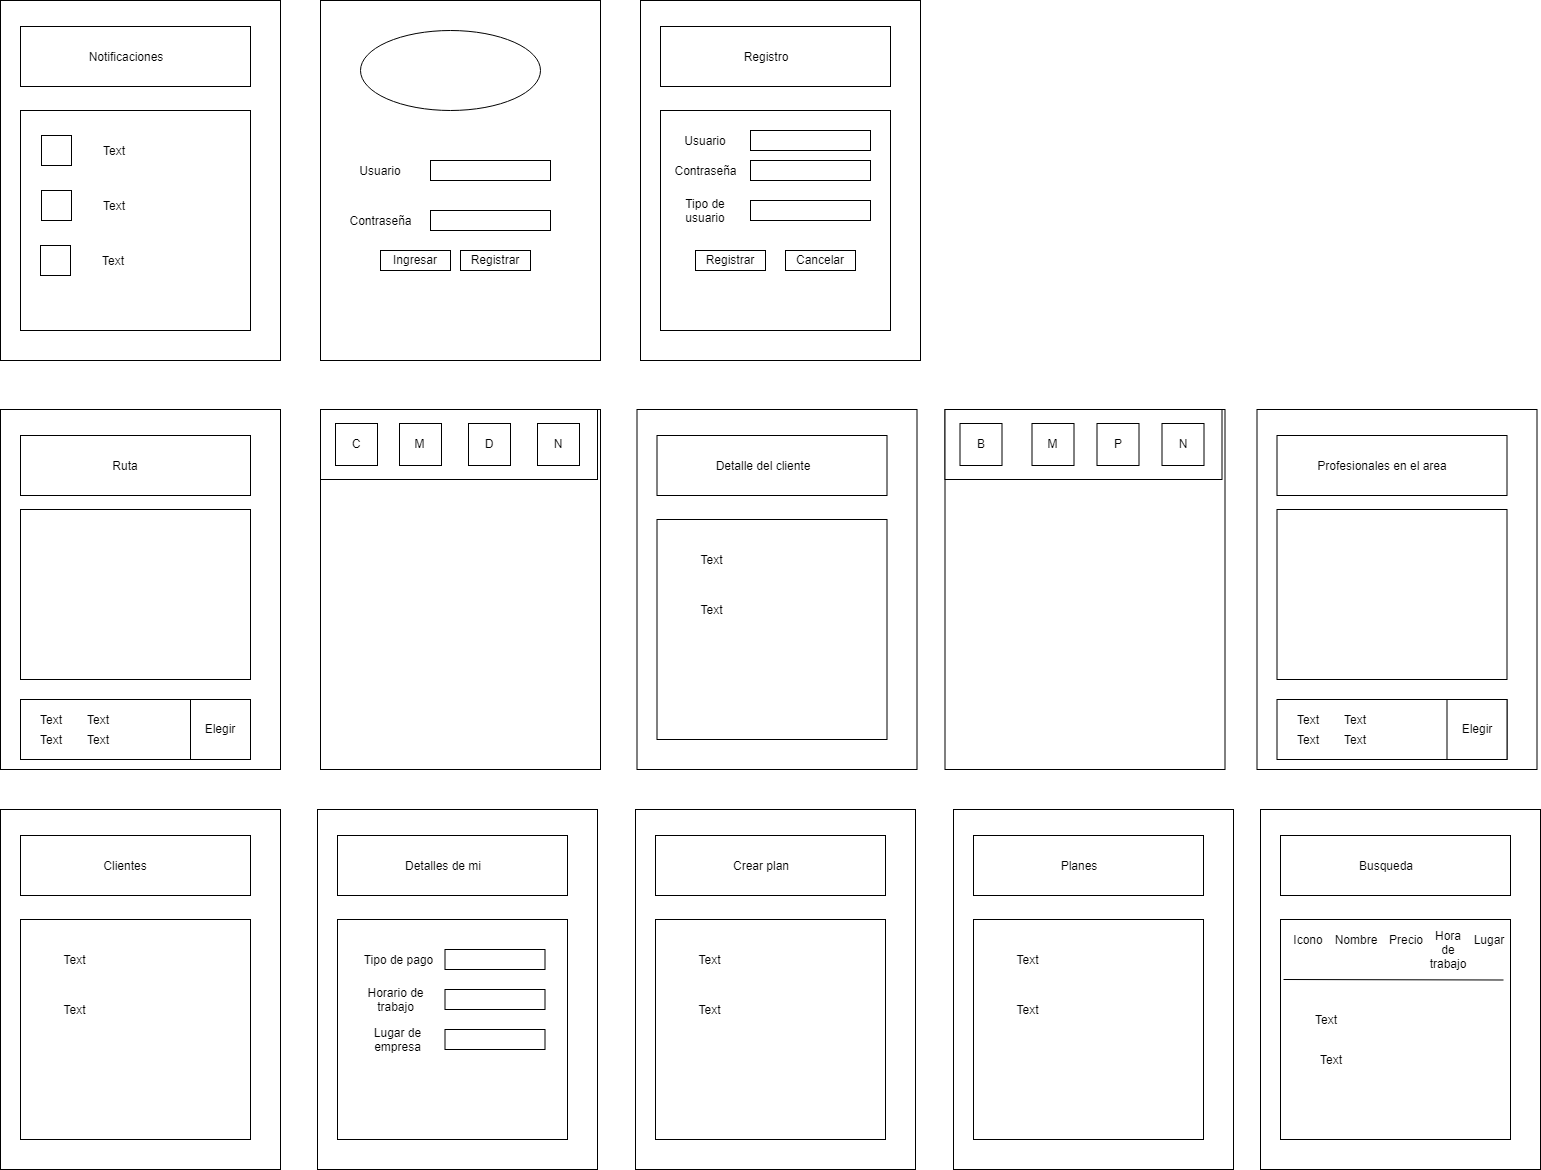 Notificaciones
Text
Text
Text
Usuario
Contraseña
Ingresar
Registrar
Registro
Usuario
Contraseña
Tipo de
usuario
Registrar
Cancelar
Ruta
Text Text
Text Text
Elegir
C M D N
Detalle del cliente
Text
Text
B M P N
Profesionales en el area
Text Text
Text Text
Elegir
Clientes
Text
Text
Detalles de mi
Tipo de pago
Horario de
trabajo
Lugar de
empresa
Crear plan
Text
Text
Planes
Text
Text
Busqueda
Icono
Nombre
Precio
Hora
de
trabajo
Lugar
Text
Text